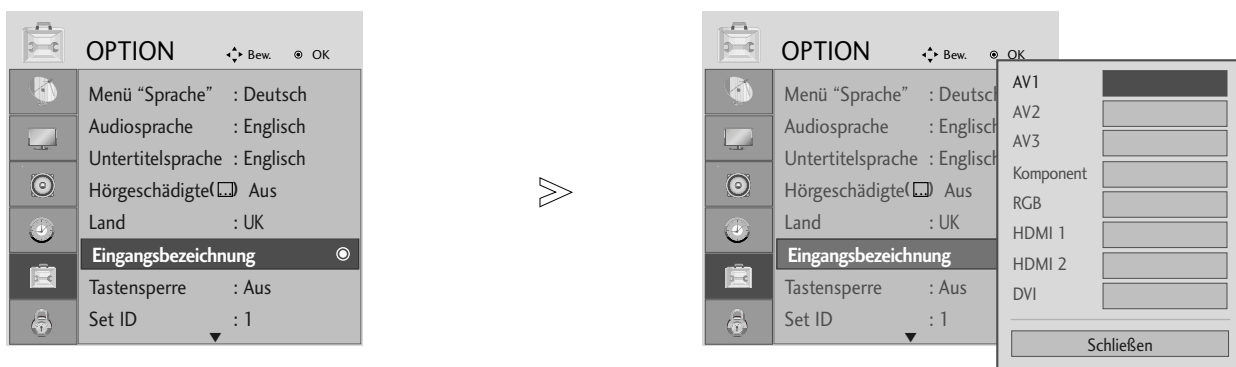 OPTION Bew. OK
Menü “Sprache” : Deutsch
Audiosprache : Englisch
Untertitelsprache : Englisch
Hörgeschädigte( ) Aus
Land : UK
Eingangsbezeichnung
Tastensperre : Aus
Set ID : 1
OPTION Bew. OK
Menü “Sprache” : Deutsch
Audiosprache : Englisch
Untertitelsprache : Englisch
Hörgeschädigte( ) Aus
Land : UK
Eingangsbezeichnung
Tastensperre : Aus
Set ID : 1
AV1
AV2
AV3
Komponent
RGB
HDMI 1
HDMI 2
DVI
Schließen